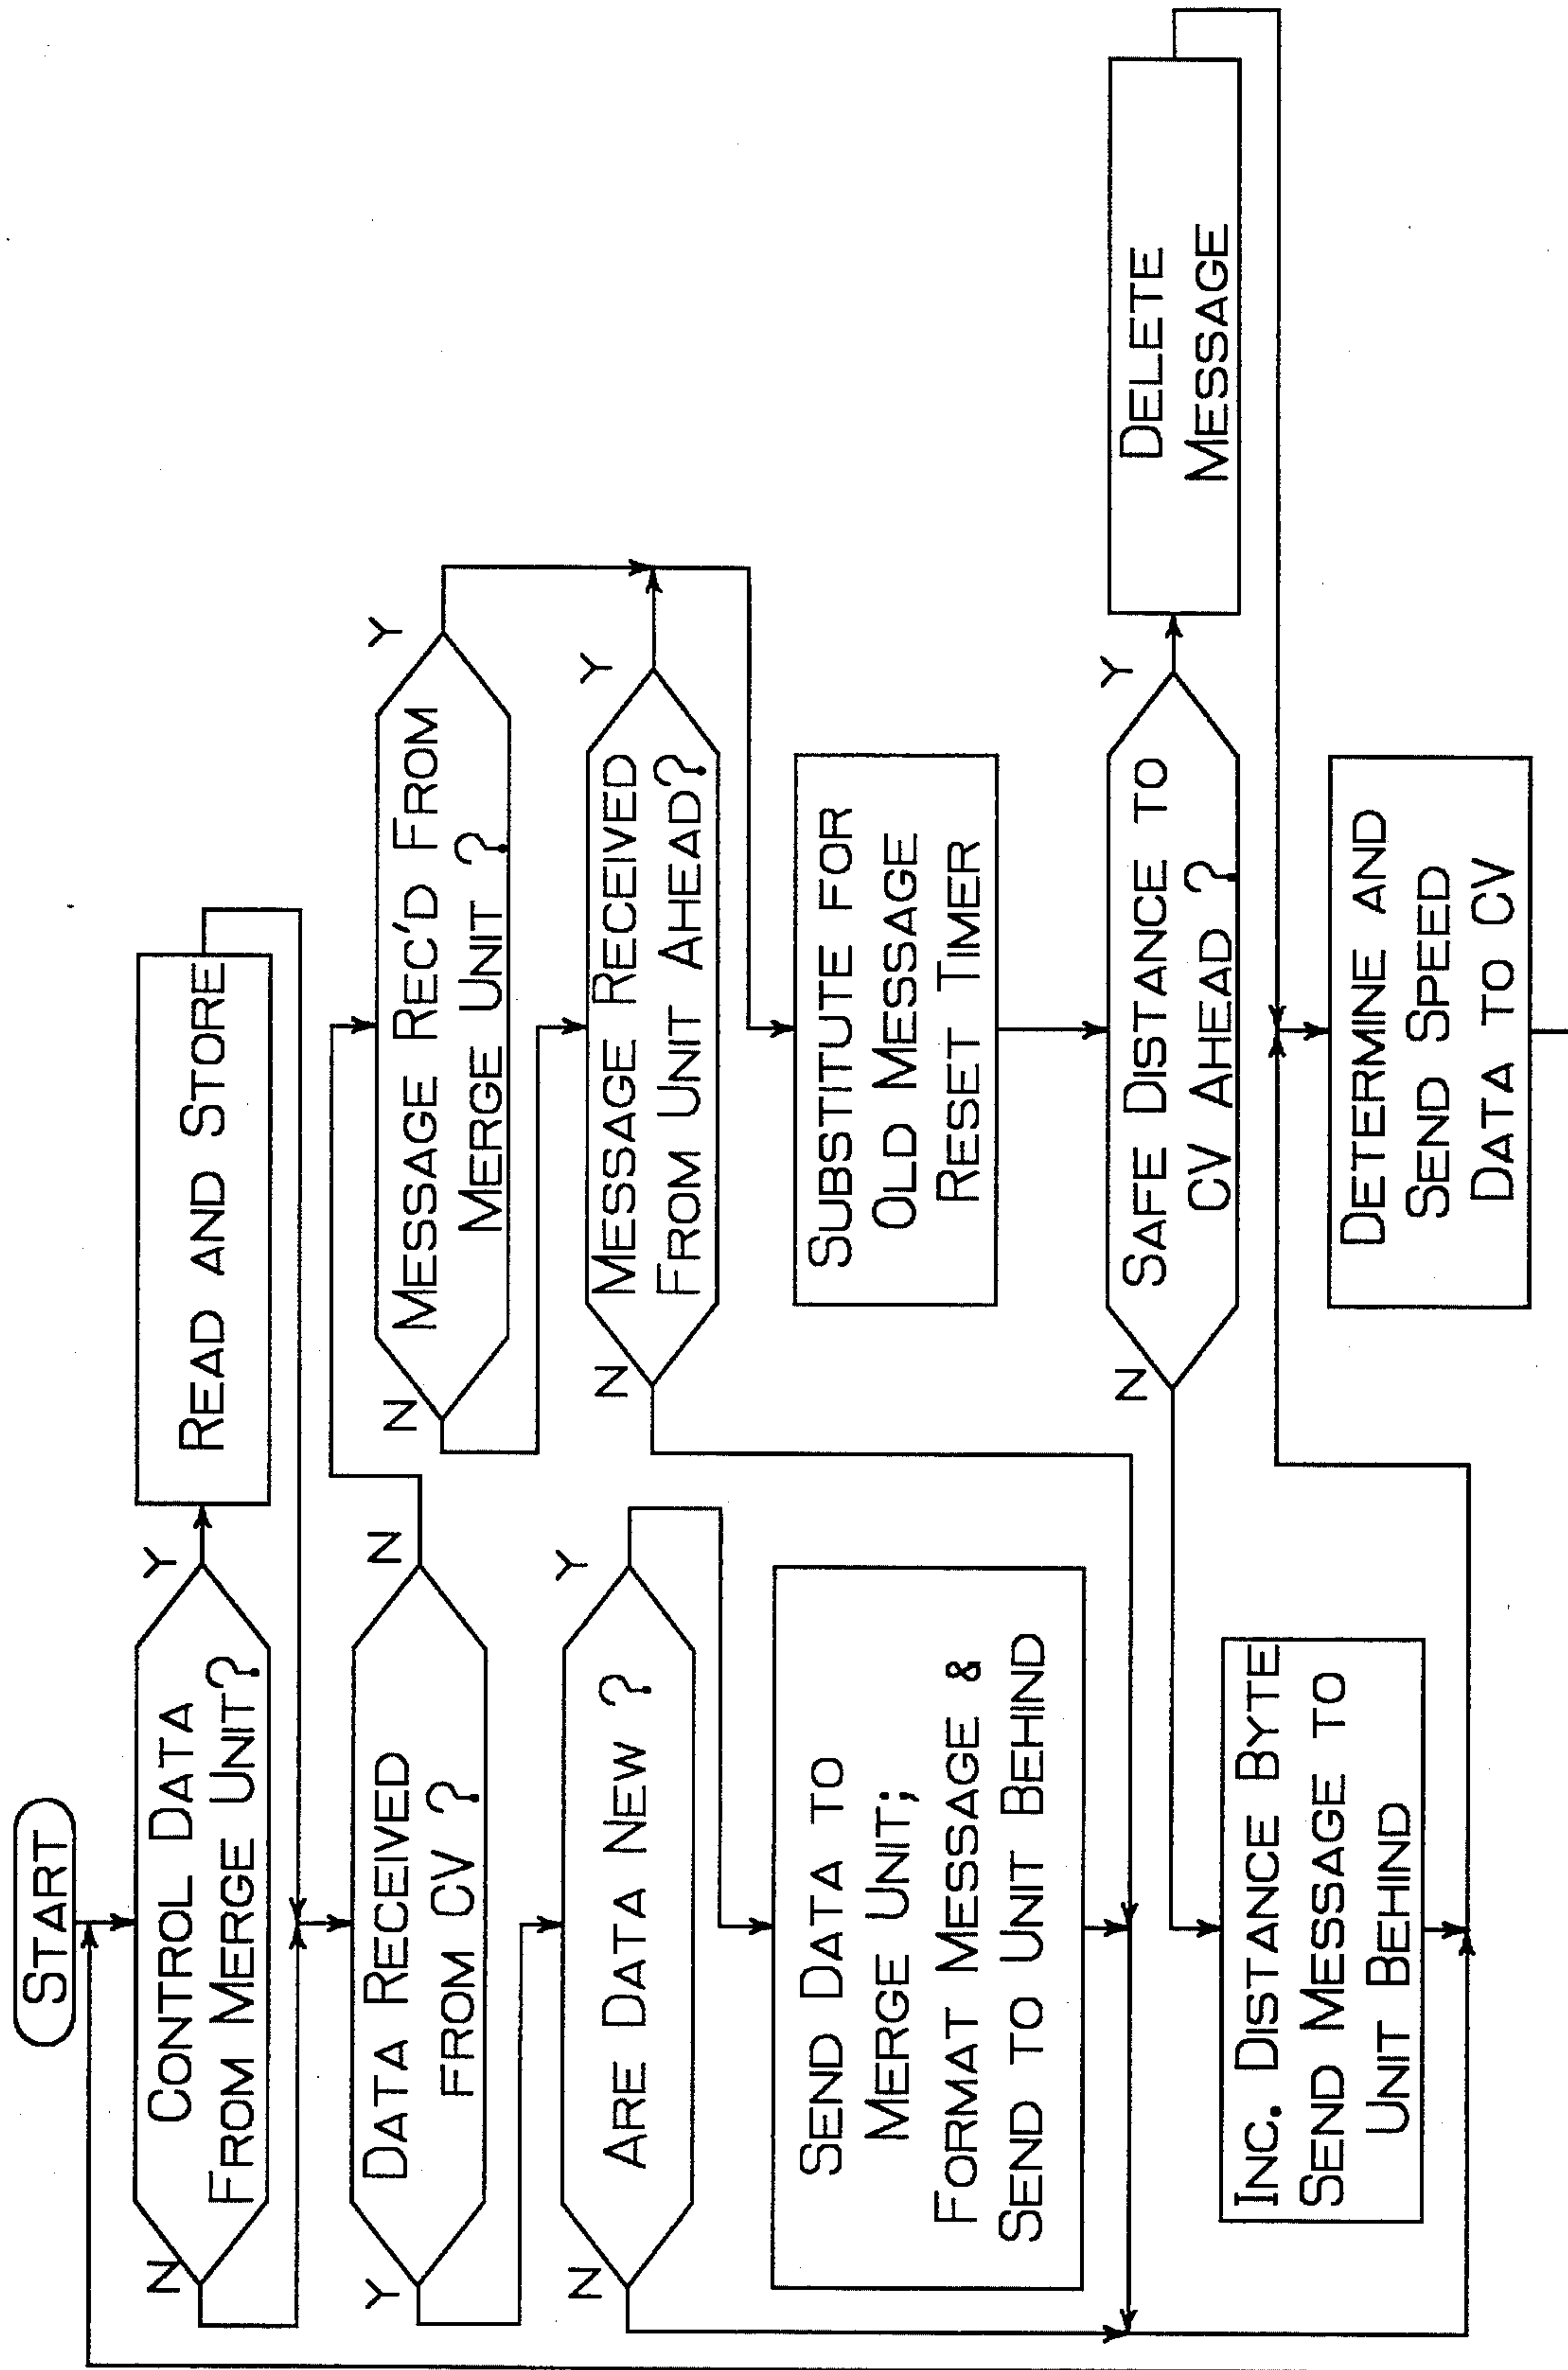 START
CONTROL DATA
FROM MERGE UNIT?
N
Y
READ AND STORE
DATA RECEIVED
FROM CV ?
Y
N
ARE DATA NEW ?
N
Y
SEND DATA TO
MERGE UNIT;
FORMAT MESSAGE &
SEND TO UNIT BEHIND
MESSAGE REC'D FROM
MERGE UNIT ?
N
Y
MESSAGE RECEIVED
FROM UNIT AHEAD?
N
Y
SUBSTITUTE FOR
OLD MESSAGE
RESET TIMER
SAFE DISTANCE TO
CV AHEAD ?
N
Y
DELETE
MESSAGE
INC. DISTANCE BYTE
SEND MESSAGE TO
UNIT BEHIND
DETERMINE AND
SEND SPEED
DATA TO CV